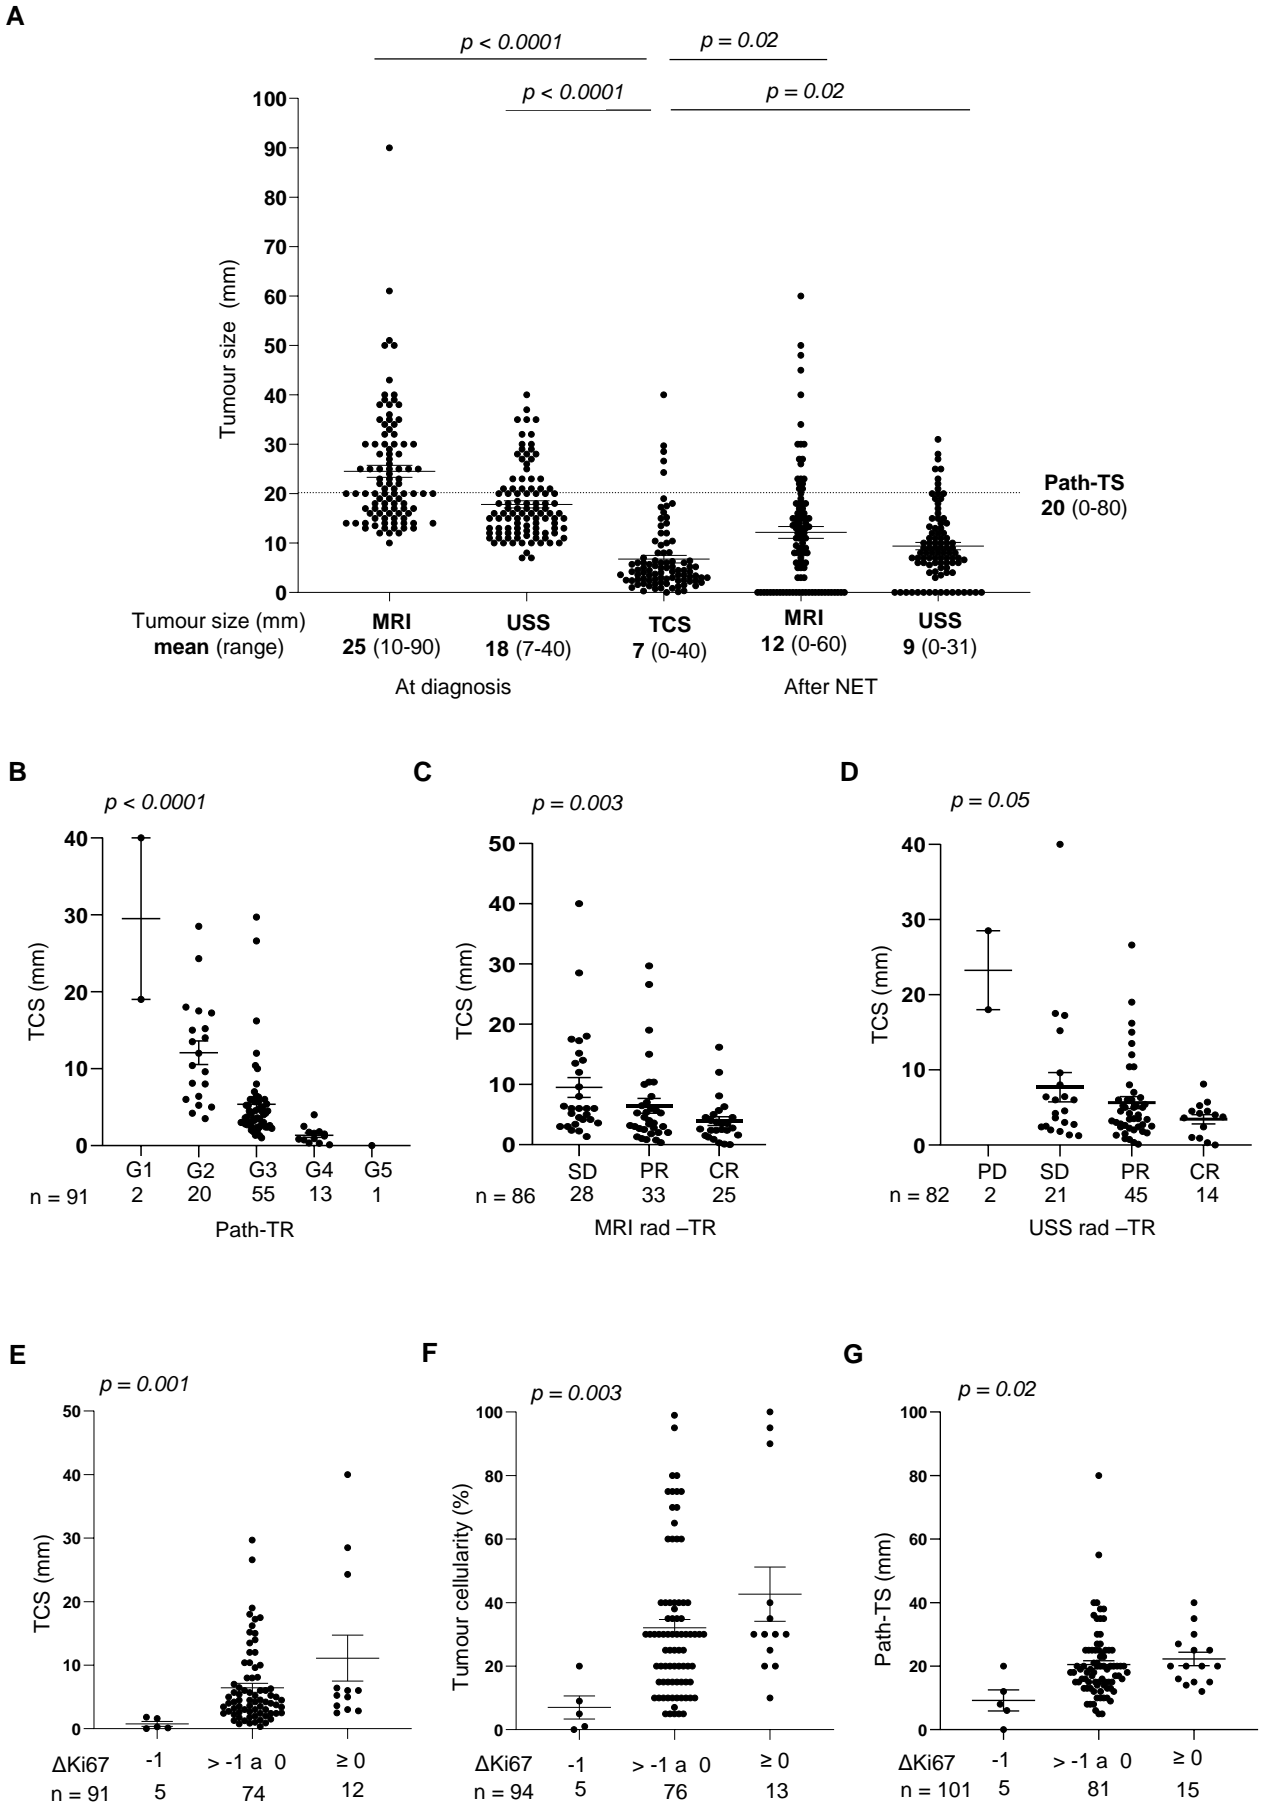 A
p < 0.0001
p = 0.02
p < 0.0001
p = 0.02
Tumour size (mm)
100
90
80
70
60
50
40
30
20
10
0
Path-TS
20 (0-80)
Tumour size (mm)
mean (range)
MRI
25 (10-90)
USS
18 (7-40)
TCS
7 (0-40)
MRI
12 (0-60)
USS
9 (0-31)
At diagnosis
After NET
B
p < 0.0001
TCS (mm)
40
30
20
10
0
G1 G2 G3 G4 G5
n = 91 2 20 55 13 1
Path-TR
C
p = 0.003
TCS (mm)
50
40
30
20
10
0
SD PR CR
n = 86 28 33 25
MRI rad –TR
D
p = 0.05
TCS (mm)
40
30
20
10
0
PD SD PR CR
n = 82 2 21 45 14
USS rad –TR
E
p = 0.001
TCS (mm)
50
40
30
20
10
0
ΔKi67 -1 > -1 a 0 ≥ 0
n = 91 5 74 12
F
p = 0.003
Tumour cellularity (%)
100
80
60
40
20
0
ΔKi67 -1 > -1 a 0 ≥ 0
n = 94 5 76 13
G
p = 0.02
Path-TS (mm)
100
80
60
40
20
0
ΔKi67 -1 > -1 a 0 ≥ 0
n = 101 5 81 15